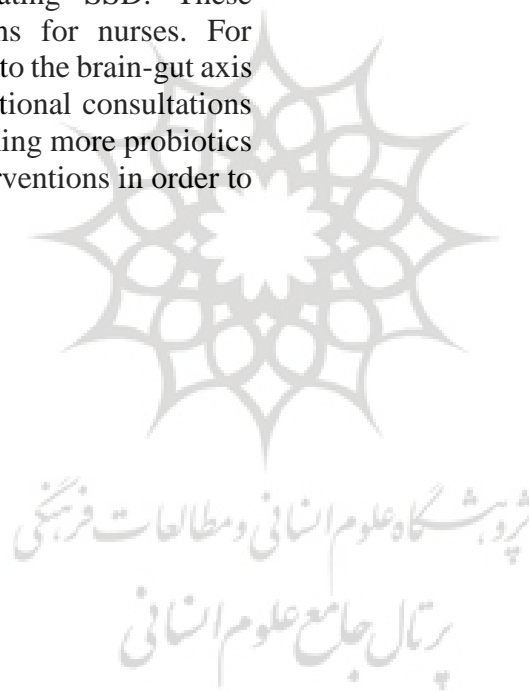 ating SSD. These
ns for nurses. For
to the brain-gut axis
tional consultations
ing more probiotics
rventions in order to
پژوهشگاه علوم انسانی و مطالعات فرهنگی
پرتال جامع علوم انسانی